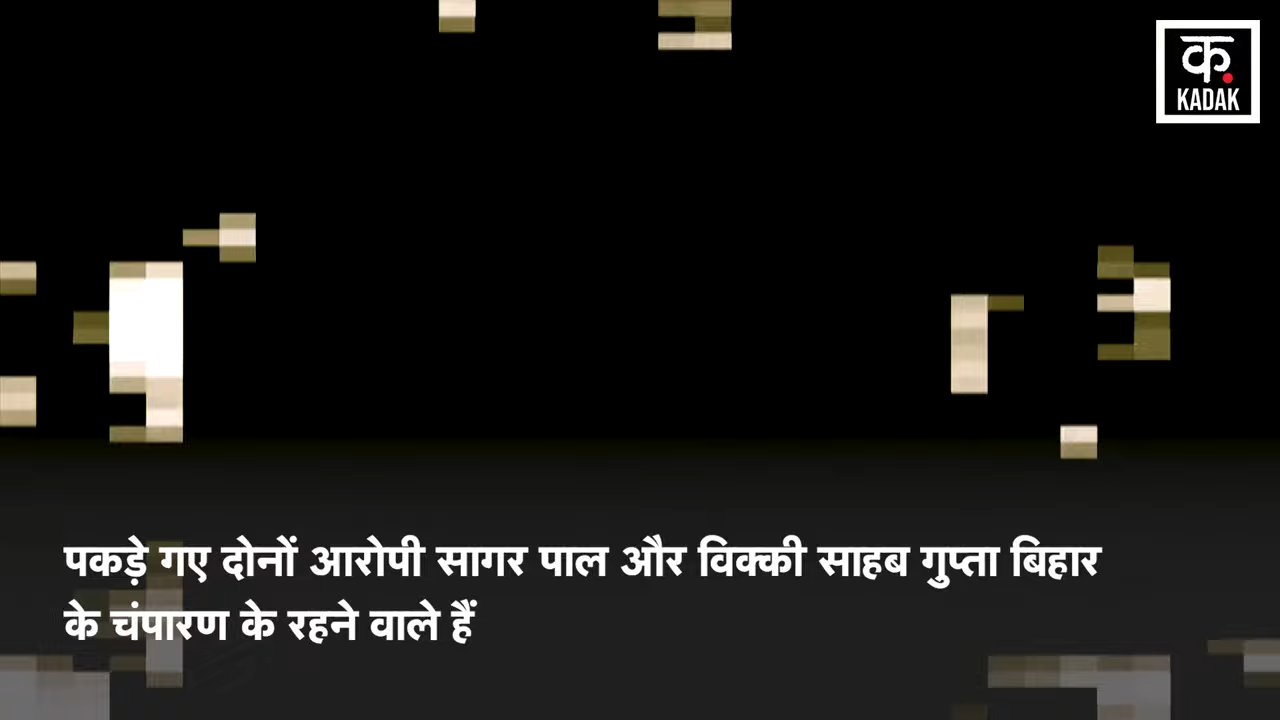 क.
KADAK
पकड़े गए दोनों आरोपी सागर पाल और विक्की साहब गुप्ता बिहार
के चंपारण के रहने वाले हैं